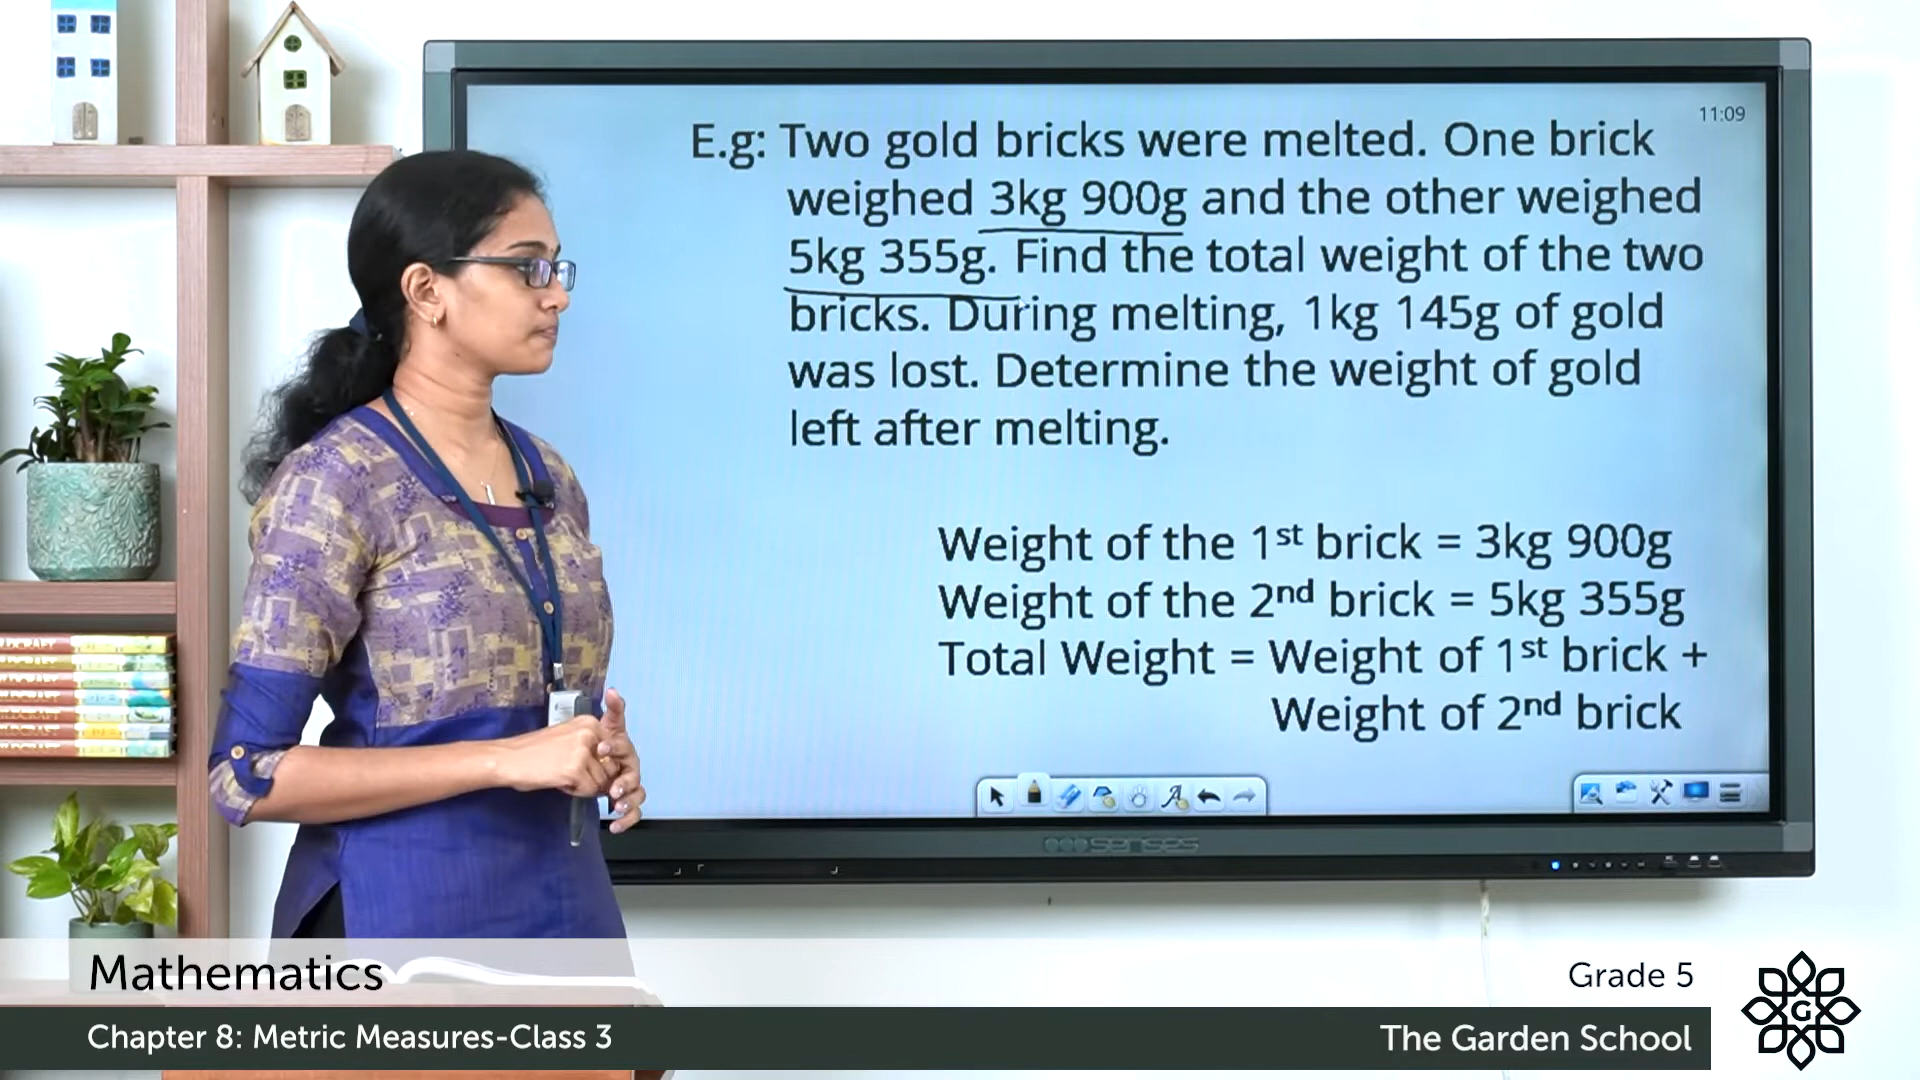 11:09
E.g: Two gold bricks were melted. One brick
weighed 3kg 900g and the other weighed
5kg 355g. Find the total weight of the two
bricks. During melting, 1kg 145g of gold
was lost. Determine the weight of gold
left after melting.
Weight of the 1st brick = 3kg 900g
Weight of the 2nd brick = 5kg 355g
Total Weight = Weight of 1st brick +
Weight of 2nd brick
senses
Mathematics
Grade 5
Chapter 8: Metric Measures-Class 3
The Garden School
G